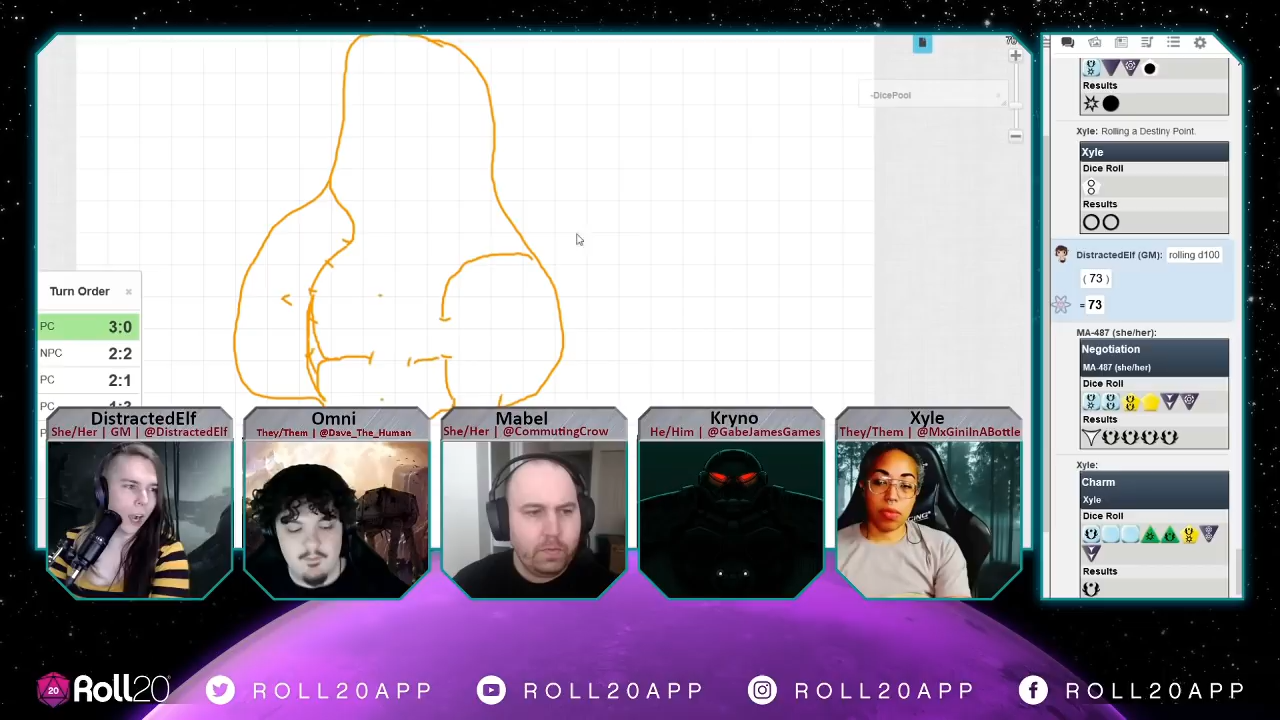 -DicePool
Turn Order
PC 3:0
NPC 2:2
PC 2:1
Results
Xyle: Rolling a Destiny Point.
Xyle
Dice Roll
Results
DistractedElf (GM): rolling d100
( 73 )
= 73
MA-487 (she/her):
Negotiation
MA-487 (she/her)
Dice Roll
Results
Xyle:
Charm
Xyle
Dice Roll
Results
DistractedElf
She/Her | GM | @DistractedElf
Omni
They/Them | @Dave_The_Human
Mabel
She/Her | @CommutingCrow
Kryno
He/Him | @GabeJamesGames
Xyle
They/Them | @MxGiniInABottle
20 Roll20
ROLL20APP
ROLL20APP
ROLL20APP
ROLL20APP